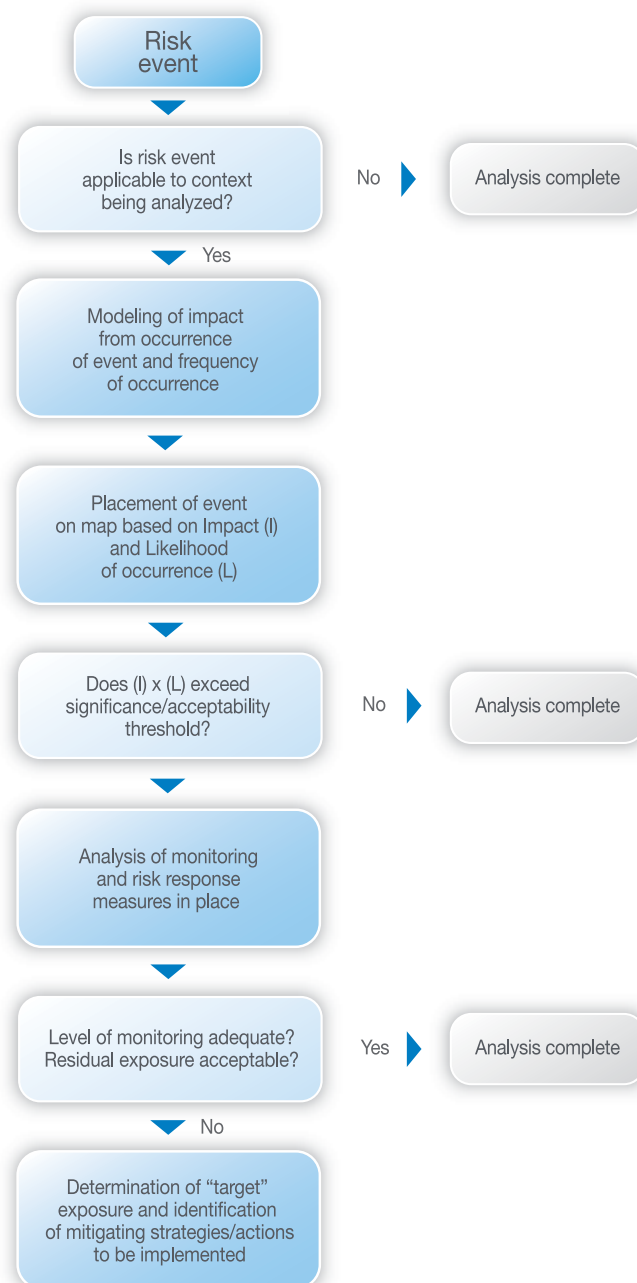 Risk
event
Is risk event
applicable to context
being analyzed?
No
Analysis complete
Yes
Modeling of impact
from occurrence
of event and frequency
of occurrence
Placement of event
on map based on Impact (I)
and Likelihood
of occurrence (L)
Does (I) x (L) exceed
significance/acceptability
threshold?
No
Analysis complete
Analysis of monitoring
and risk response
measures in place
Level of monitoring adequate?
Residual exposure acceptable?
Yes
Analysis complete
No
Determination of “target”
exposure and identification
of mitigating strategies/actions
to be implemented